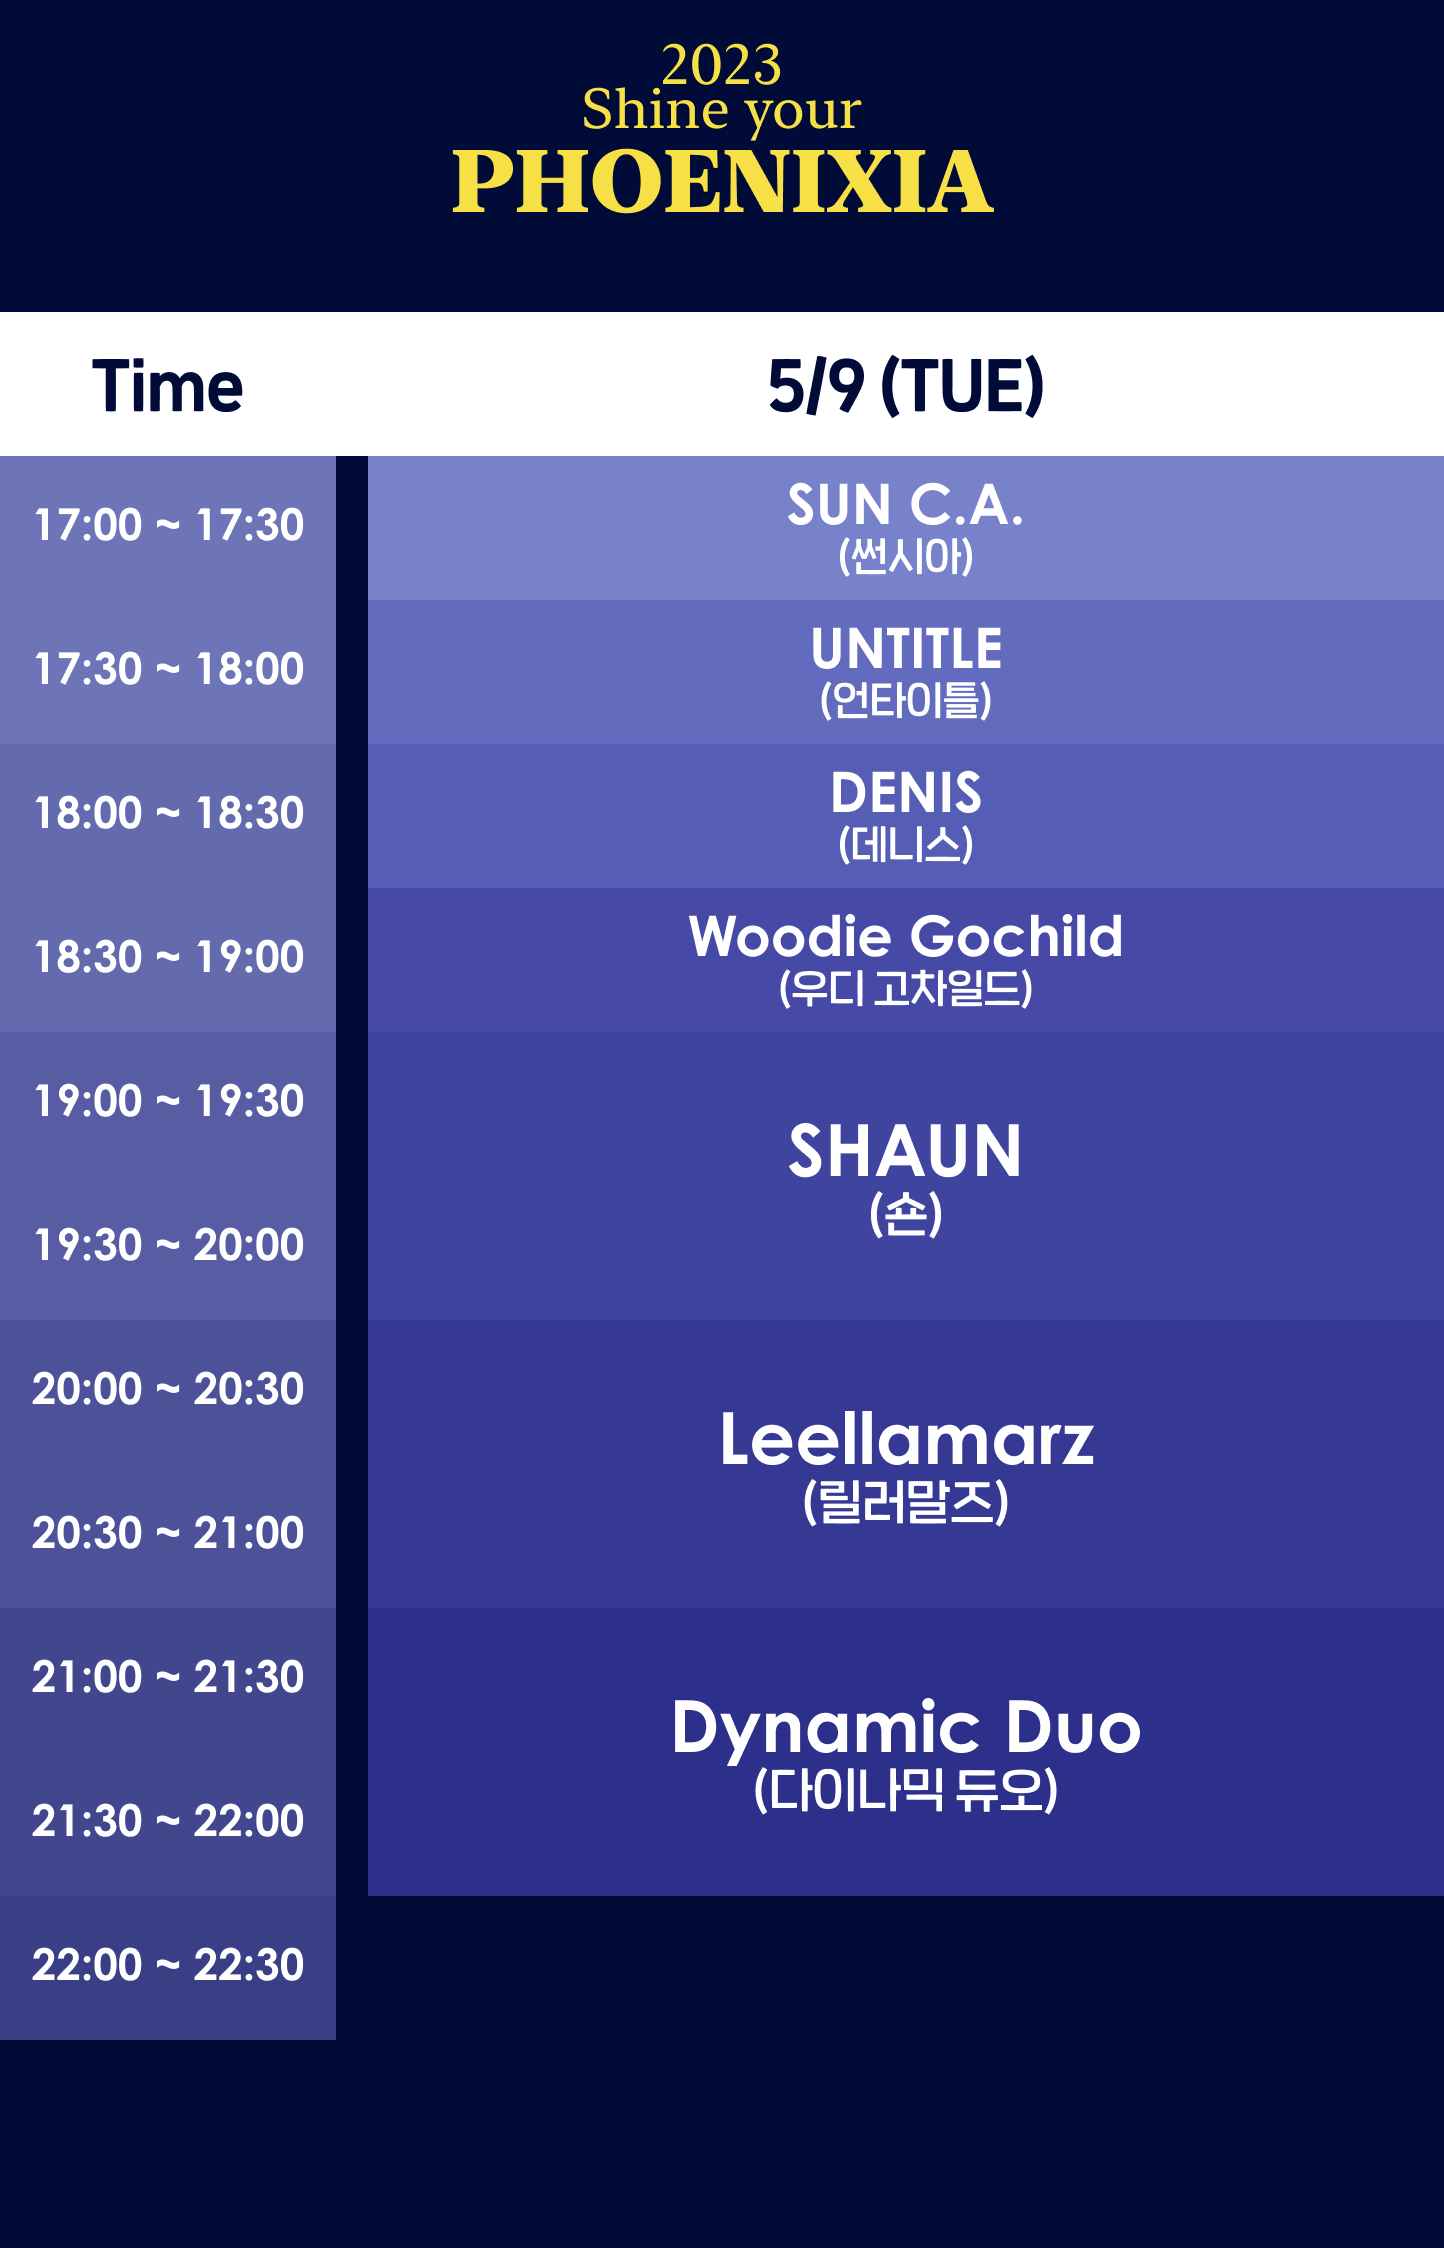 2023
Shine your
PHOENIXIA
Time
5/9 (TUE)
17:00 ~ 17:30
SUN C.A.
(썬시아)
17:30 ~ 18:00
UNTITLE
(언타이틀)
18:00 ~ 18:30
DENIS
(데니스)
18:30 ~ 19:00
Woodie Gochild
(우디 고차일드)
19:00 ~ 19:30
SHAUN
(숀)
19:30 ~ 20:00
20:00 ~ 20:30
Leellamarz
(릴러말즈)
20:30 ~ 21:00
21:00 ~ 21:30
Dynamic Duo
(다이나믹 듀오)
21:30 ~ 22:00
22:00 ~ 22:30